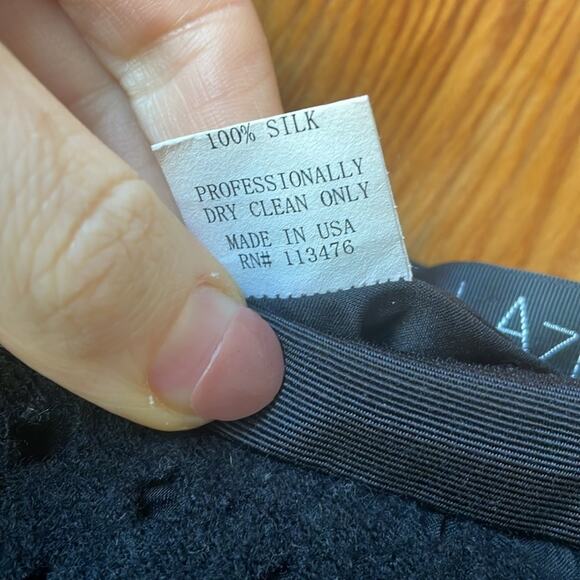 100% SILK
PROFESSIONALLY
DRY CLEAN ONLY
MADE IN USA
RN# 113476